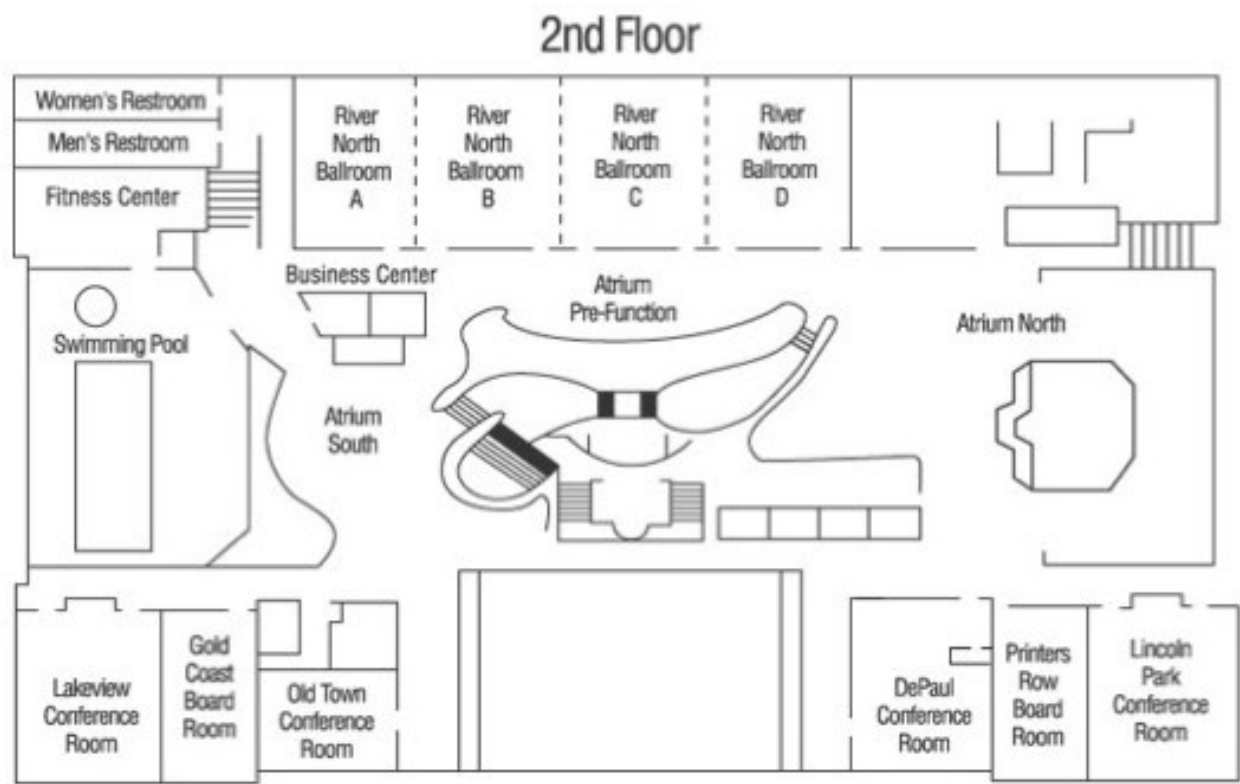 2nd Floor
Women's Restroom
Men's Restroom
Fitness Center
River
North
Ballroom
A
River
North
Ballroom
B
River
North
Ballroom
C
River
North
Ballroom
D
Business Center
Atrium
Pre-Function
Swimming Pool
Atrium North
Atrium
South
Lakeview
Conference
Room
Gold
Coast
Board
Room
Old Town
Conference
Room
DePaul
Conference
Room
Printers
Row
Board
Room
Lincoln
Park
Conference
Room